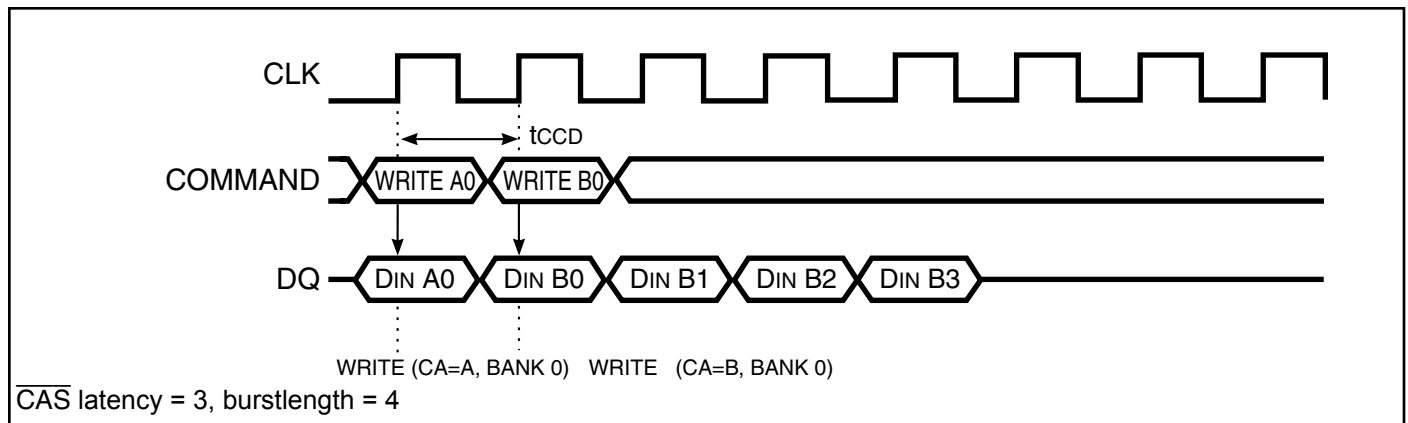 CLK
tCCD
COMMAND WRITE A0 WRITE B0
DQ DIN A0 DIN B0 DIN B1 DIN B2 DIN B3
WRITE (CA=A, BANK 0) WRITE (CA=B, BANK 0)
CAS latency = 3, burstlength = 4